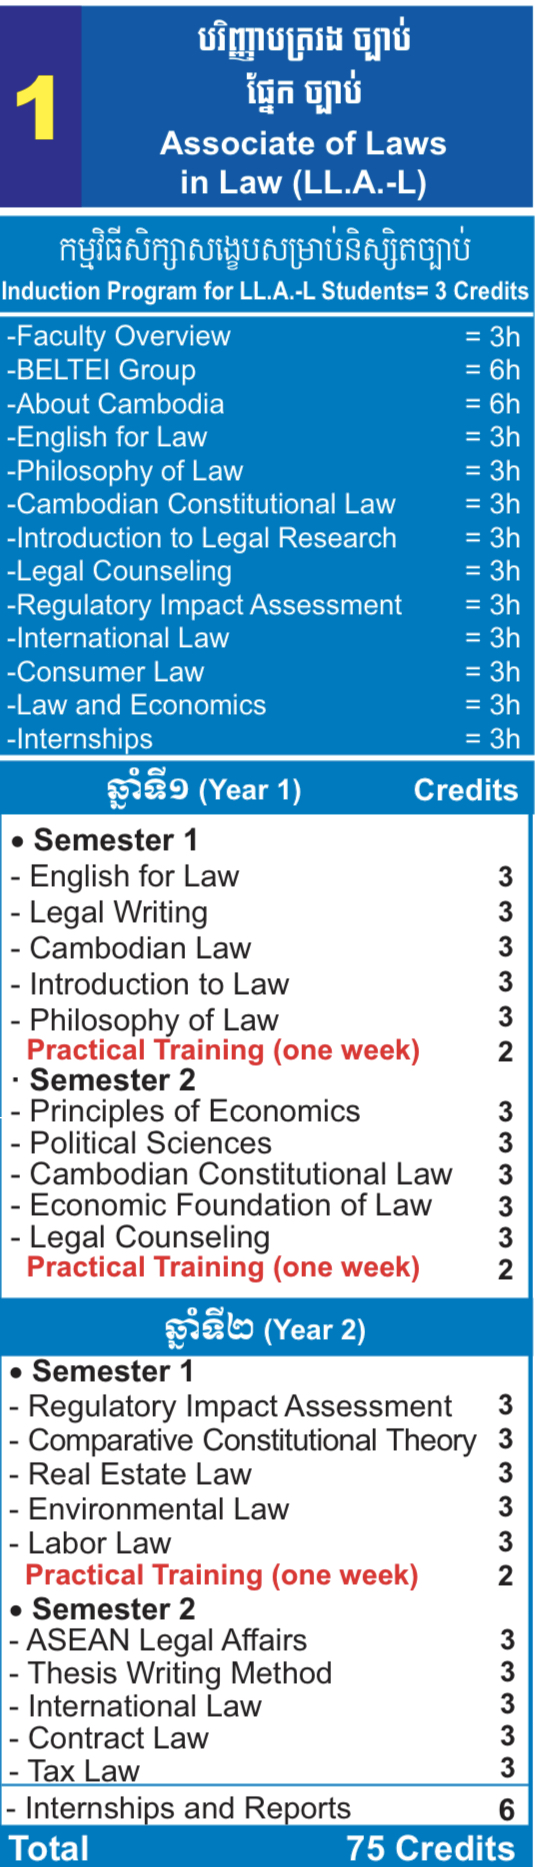 1
បរិញ្ញាបត្ររង ច្បាប់
ផ្នែក ច្បាប់
Associate of Laws
in Law (LL.A.-L)
កម្មវិធីសិក្សាសង្ខេបសម្រាប់និស្សិតច្បាប់
Induction Program for LL.A.-L Students= 3 Credits
-Faculty Overview = 3h
-BELTEI Group = 6h
-About Cambodia = 6h
-English for Law = 3h
-Philosophy of Law = 3h
-Cambodian Constitutional Law = 3h
-Introduction to Legal Research = 3h
-Legal Counseling = 3h
-Regulatory Impact Assessment = 3h
-International Law = 3h
-Consumer Law = 3h
-Law and Economics = 3h
-Internships = 3h
ឆ្នាំទី១ (Year 1) Credits
• Semester 1
- English for Law 3
- Legal Writing 3
- Cambodian Law 3
- Introduction to Law 3
- Philosophy of Law 3
Practical Training (one week) 2
· Semester 2
- Principles of Economics 3
- Political Sciences 3
- Cambodian Constitutional Law 3
- Economic Foundation of Law 3
- Legal Counseling 3
Practical Training (one week) 2
ឆ្នាំទី២ (Year 2)
• Semester 1
- Regulatory Impact Assessment 3
- Comparative Constitutional Theory 3
- Real Estate Law 3
- Environmental Law 3
- Labor Law 3
Practical Training (one week) 2
• Semester 2
- ASEAN Legal Affairs 3
- Thesis Writing Method 3
- International Law 3
- Contract Law 3
- Tax Law 3
- Internships and Reports 6
Total 75 Credits